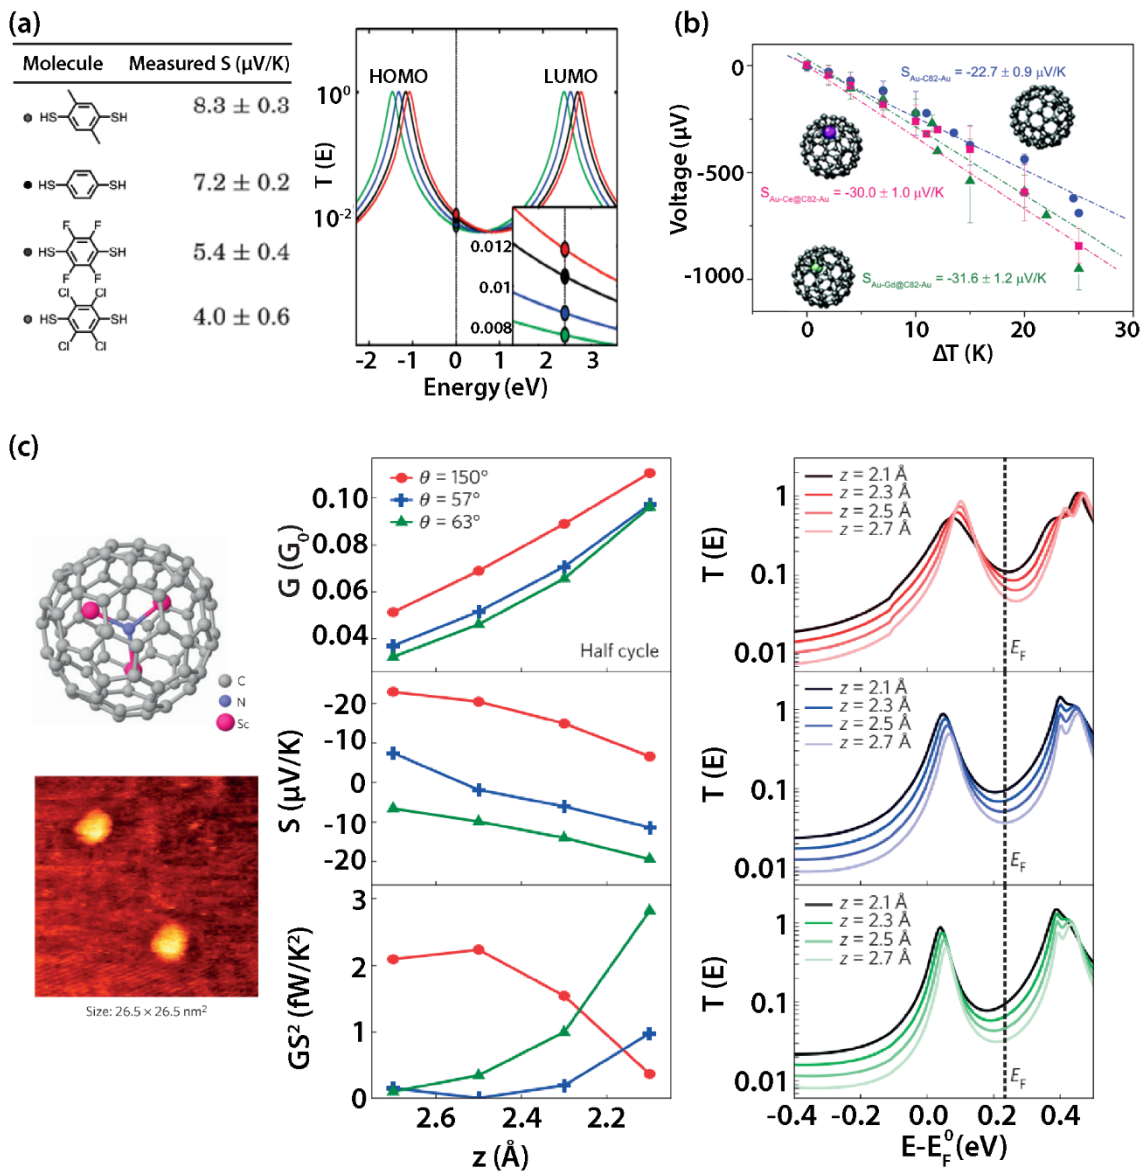 (a)
Molecule Measured S (μV/K)
HS SH 8.3 ± 0.3
HS SH 7.2 ± 0.2
F F
HS SH 5.4 ± 0.4
F F
Cl Cl
HS SH 4.0 ± 0.6
Cl Cl
T (E)
10⁰
10⁻²
HOMO LUMO
0.012
0.01
0.008
-2 -1 0 1 2 3
Energy (eV)
(b)
Voltage (μV)
0
-500
-1000
S_Au-C82-Au = -22.7 ± 0.9 μV/K
S_Au-Ce@C82-Au = -30.0 ± 1.0 μV/K
S_Au-Gd@C82-Au = -31.6 ± 1.2 μV/K
0 10 20 30
ΔT (K)
(c)
C
N
Sc
Size: 26.5 × 26.5 nm²
G (G₀)
0.10
0.08
0.06
0.04
θ = 150°
θ = 57°
θ = 63°
Half cycle
S (μV/K)
-20
-10
0
-10
-20
GS² (fW/K²)
3
2
1
0
2.6 2.4 2.2
z (Å)
T (E)
1
0.1
0.01
z = 2.1 Å
z = 2.3 Å
z = 2.5 Å
z = 2.7 Å
E_F
T (E)
1
0.1
0.01
z = 2.1 Å
z = 2.3 Å
z = 2.5 Å
z = 2.7 Å
E_F
T (E)
1
0.1
0.01
z = 2.1 Å
z = 2.3 Å
z = 2.5 Å
z = 2.7 Å
E_F
-0.4 -0.2 0.0 0.2 0.4
E-E_F⁰(eV)